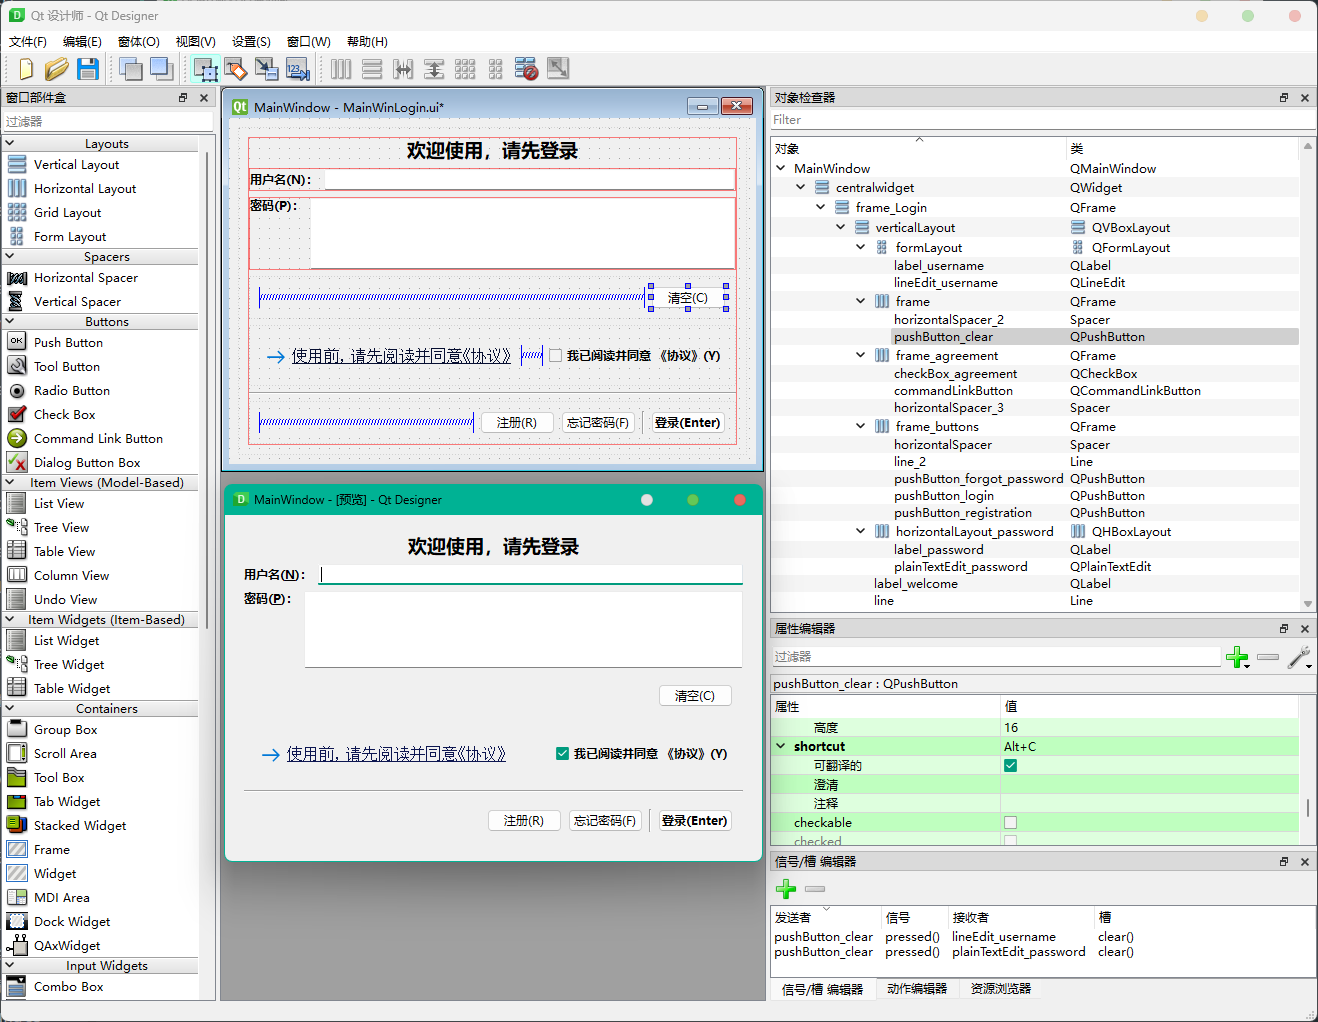 Qt 设计师 - Qt Designer
文件(F) 编辑(E) 窗体(O) 视图(V) 设置(S) 窗口(W) 帮助(H)
窗口部件盒
过滤器
Layouts
Vertical Layout
Horizontal Layout
Grid Layout
Form Layout
Spacers
Horizontal Spacer
Vertical Spacer
Buttons
Push Button
Tool Button
Radio Button
Check Box
Command Link Button
Dialog Button Box
Item Views (Model-Based)
List View
Tree View
Table View
Column View
Undo View
Item Widgets (Item-Based)
List Widget
Tree Widget
Table Widget
Containers
Group Box
Scroll Area
Tool Box
Tab Widget
Stacked Widget
Frame
Widget
MDI Area
Dock Widget
QAxWidget
Input Widgets
Combo Box
MainWindow - MainWinLogin.ui*
欢迎使用，请先登录
用户名(N)：
密码(P)：
清空(C)
使用前，请先阅读并同意《协议》 我已阅读并同意 《协议》(Y)
注册(R) 忘记密码(F) 登录(Enter)
MainWindow - [预览] - Qt Designer
欢迎使用，请先登录
用户名(N)：
密码(P)：
清空(C)
使用前，请先阅读并同意《协议》 我已阅读并同意 《协议》(Y)
注册(R) 忘记密码(F) 登录(Enter)
对象检查器
Filter
对象 类
MainWindow QMainWindow
centralwidget QWidget
frame_Login QFrame
verticalLayout QVBoxLayout
formLayout QFormLayout
label_username QLabel
lineEdit_username QLineEdit
frame QFrame
horizontalSpacer_2 Spacer
pushButton_clear QPushButton
frame_agreement QFrame
checkBox_agreement QCheckBox
commandLinkButton QCommandLinkButton
horizontalSpacer_3 Spacer
frame_buttons QFrame
horizontalSpacer Spacer
line_2 Line
pushButton_forgot_password QPushButton
pushButton_login QPushButton
pushButton_registration QPushButton
horizontalLayout_password QHBoxLayout
label_password QLabel
plainTextEdit_password QPlainTextEdit
label_welcome QLabel
line Line
属性编辑器
过滤器
pushButton_clear : QPushButton
属性 值
高度 16
shortcut Alt+C
可翻译的
澄清
注释
checkable
checked
信号/槽 编辑器
发送者 信号 接收者 槽
pushButton_clear pressed() lineEdit_username clear()
pushButton_clear pressed() plainTextEdit_password clear()
信号/槽 编辑器 动作编辑器 资源浏览器